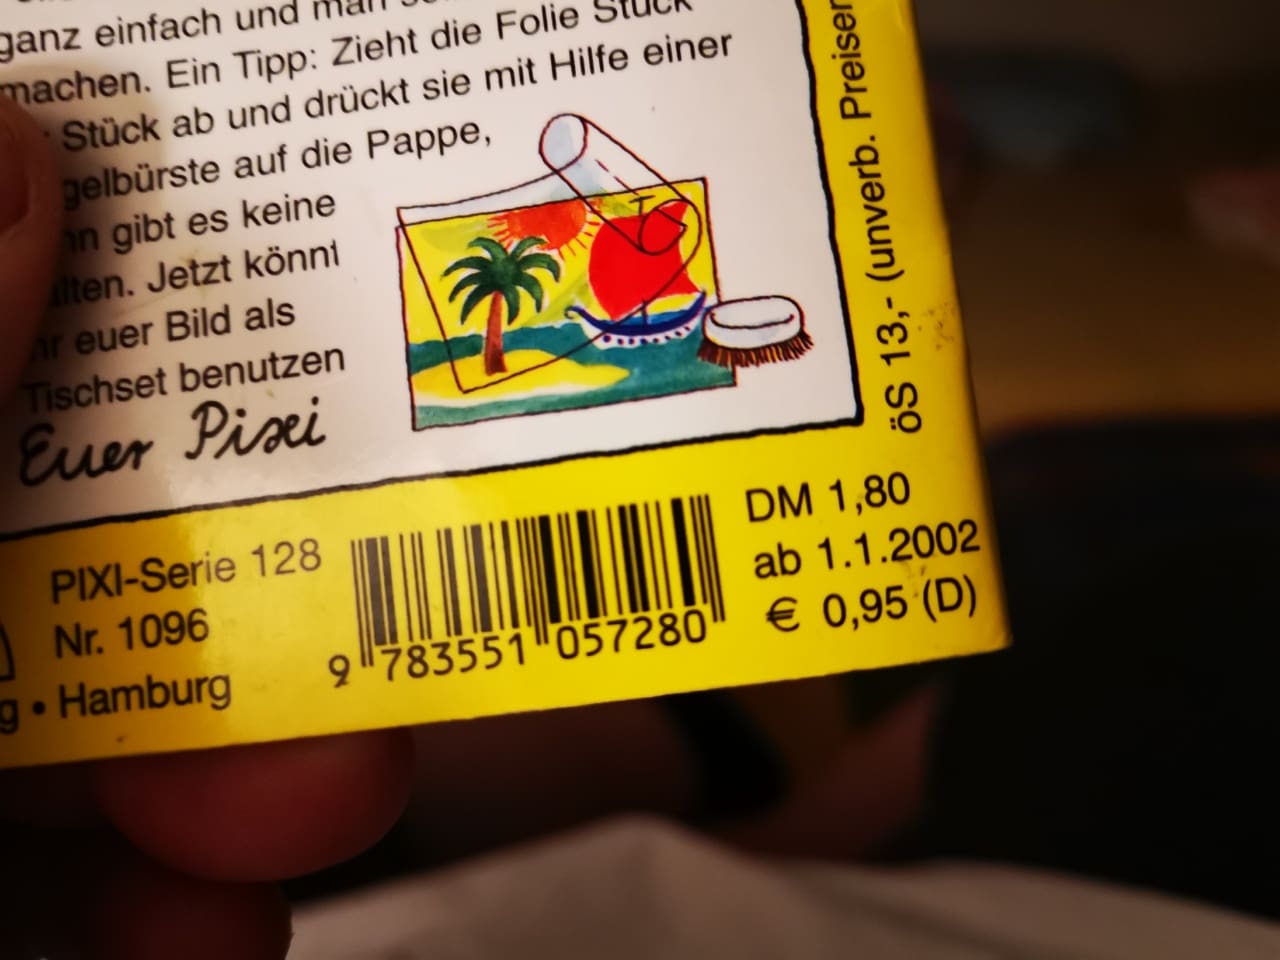 ganz einfach und man
machen. Ein Tipp: Zieht die Folie Stück
Stück ab und drückt sie mit Hilfe einer
gelbürste auf die Pappe,
gibt es keine
lten. Jetzt könnt
euer Bild als
Tischset benutzen
Euer Pixi
PIXI-Serie 128
Nr. 1096
g • Hamburg
9 783551 057280
DM 1,80
ab 1.1.2002
€ 0,95 (D)
öS 13,- (unverb. Preisem